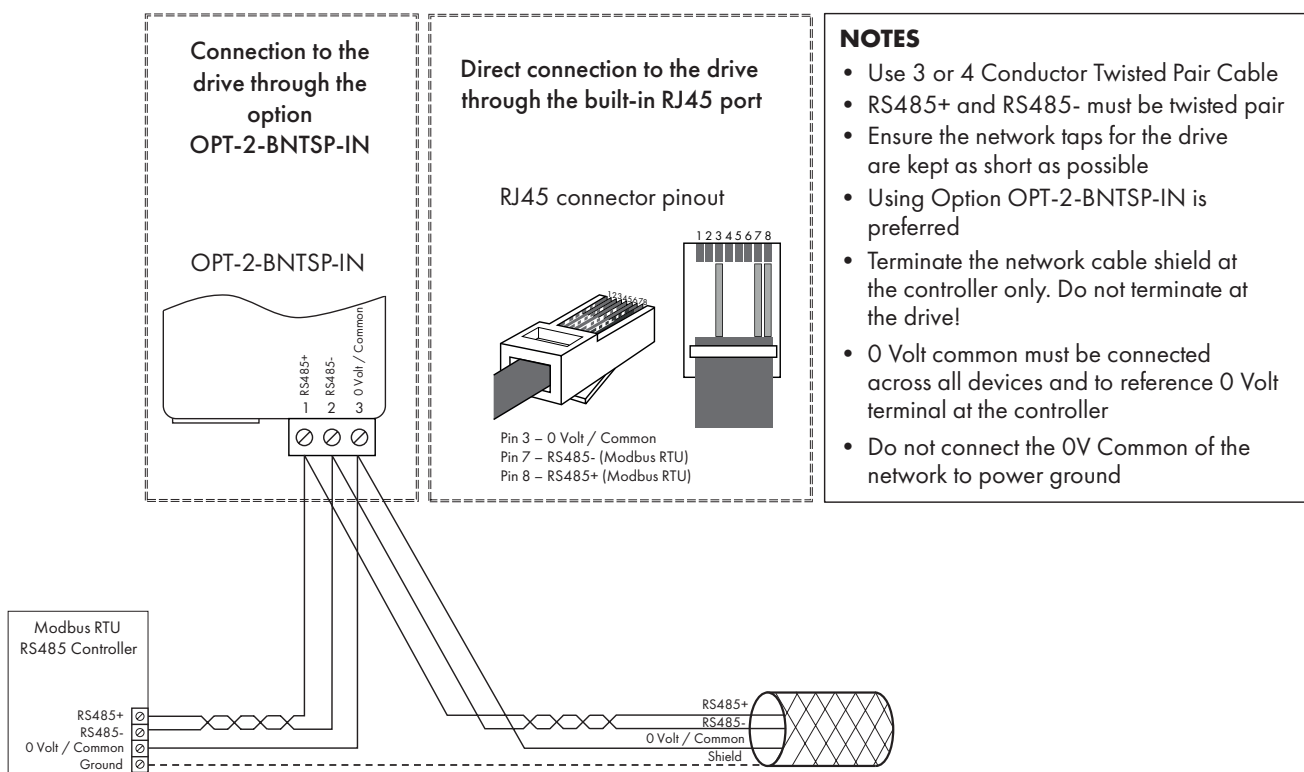 Connection to the
drive through the
option
OPT-2-BNTSP-IN
OPT-2-BNTSP-IN
RS485+
RS485-
0 Volt / Common
1 2 3
Direct connection to the drive
through the built-in RJ45 port
RJ45 connector pinout
12345678
12345678
Pin 3 – 0 Volt / Common
Pin 7 – RS485- (Modbus RTU)
Pin 8 – RS485+ (Modbus RTU)
NOTES
• Use 3 or 4 Conductor Twisted Pair Cable
• RS485+ and RS485- must be twisted pair
• Ensure the network taps for the drive
are kept as short as possible
• Using Option OPT-2-BNTSP-IN is
preferred
• Terminate the network cable shield at
the controller only. Do not terminate at
the drive!
• 0 Volt common must be connected
across all devices and to reference 0 Volt
terminal at the controller
• Do not connect the 0V Common of the
network to power ground
Modbus RTU
RS485 Controller
RS485+
RS485-
0 Volt / Common
Ground
RS485+
RS485-
0 Volt / Common
Shield